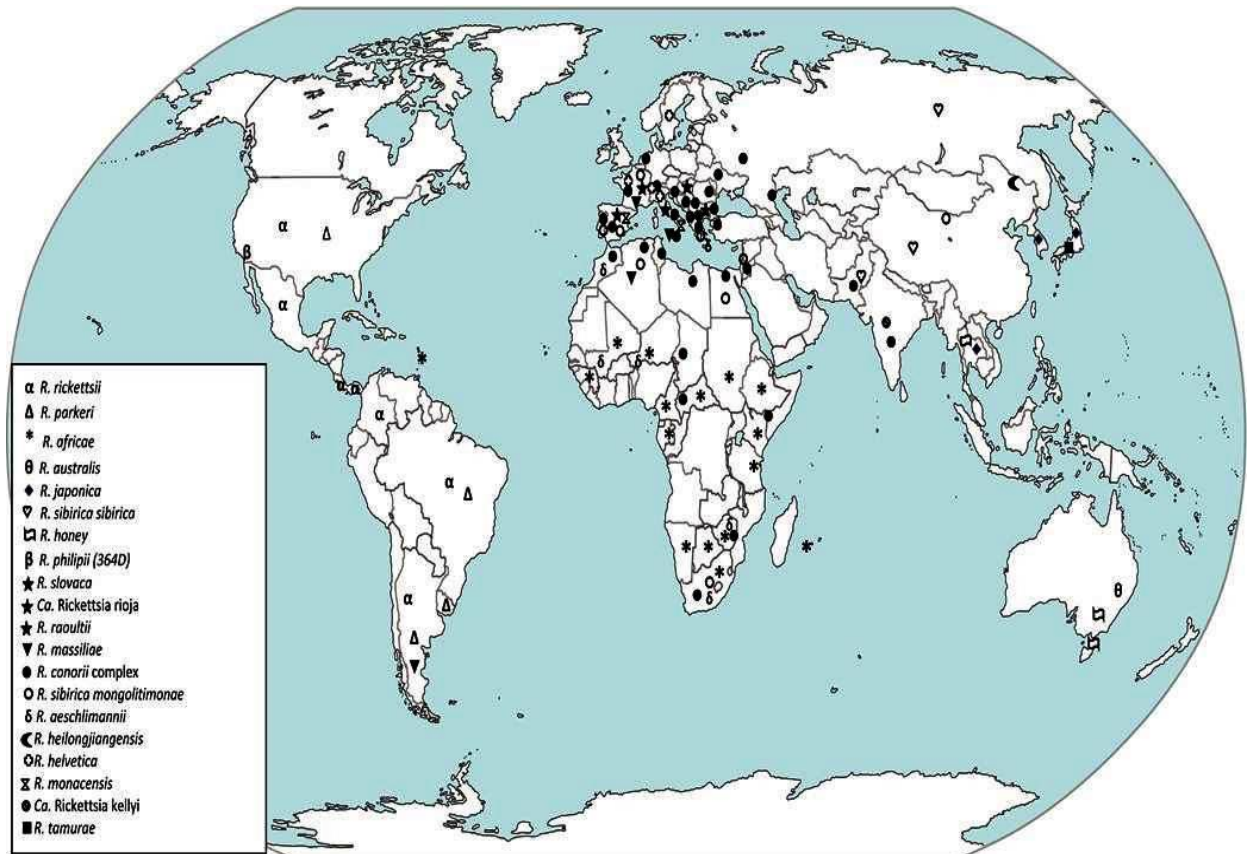 α R. rickettsii
Δ R. parkeri
* R. africae
θ R. australis
♦ R. japonica
R. sibirica sibirica
R. honey
β R. philipii (364D)
★ R. slovaca
★ Ca. Rickettsia rioja
★ R. raoultii
▼ R. massiliae
● R. conorii complex
○ R. sibirica mongolitimonae
δ R. aeschlimannii
R. heilongjiangensis
R. helvetica
R. monacensis
● Ca. Rickettsia kellyi
■ R. tamurae